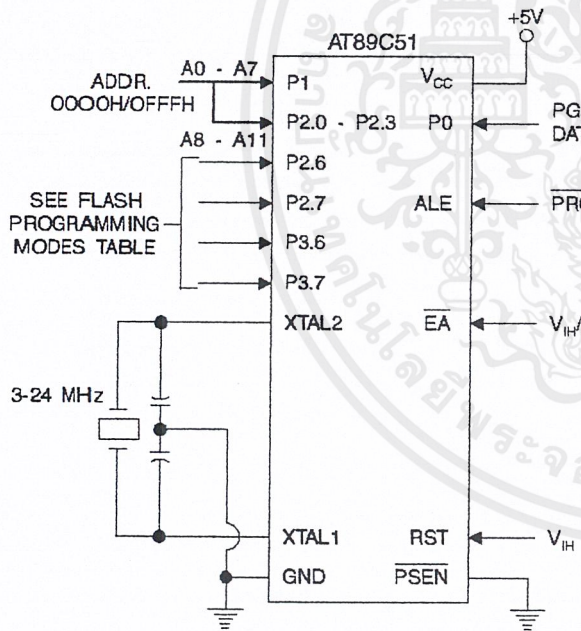 +5V
AT89C51
A0 - A7
ADDR.
0000H/0FFFH
P1
VCC
P2.0 - P2.3
P0
A8 - A11
P2.6
SEE FLASH
PROGRAMMING
MODES TABLE
P2.7
ALE
P3.6
P3.7
XTAL2
EA
VIH/
3-24 MHz
XTAL1
RST
VIH
GND
PSEN